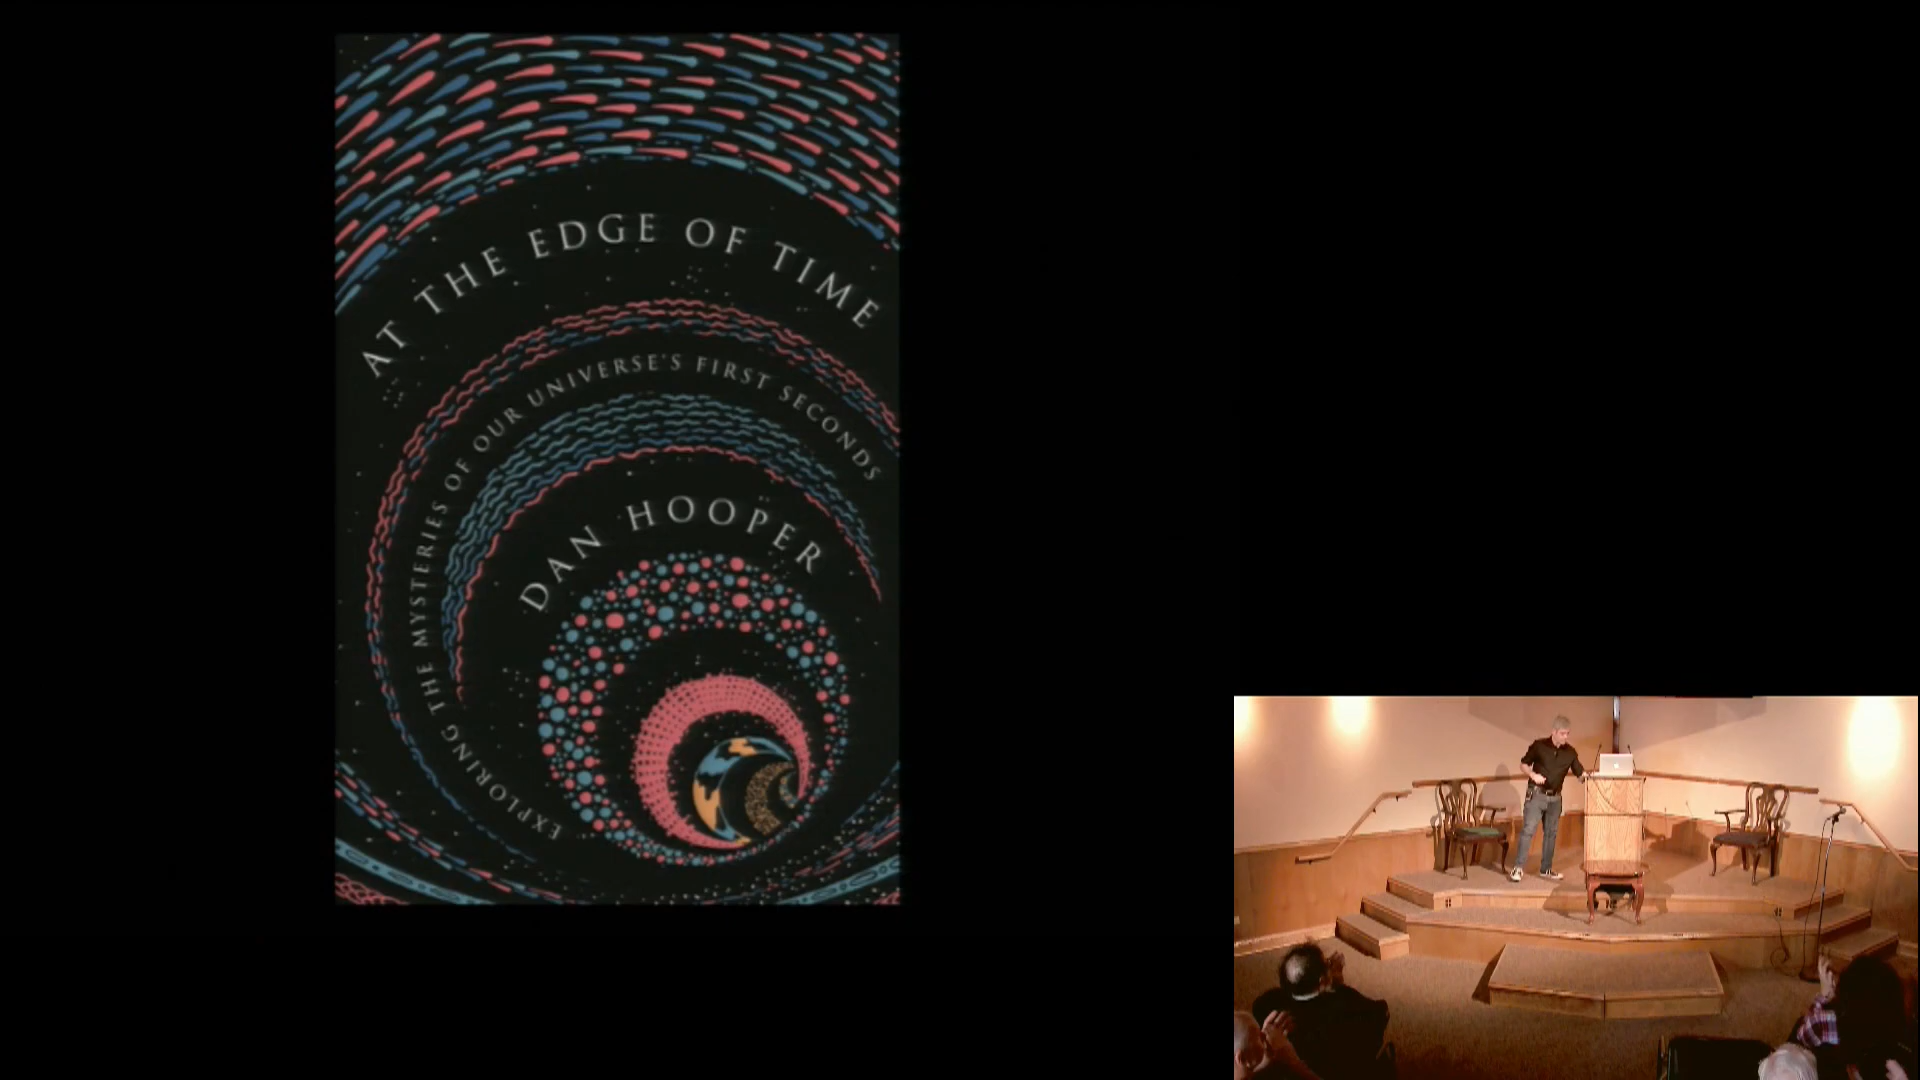 AT THE EDGE OF TIME
EXPLORING THE MYSTERIES OF OUR UNIVERSE'S FIRST SECONDS
DAN HOOPER